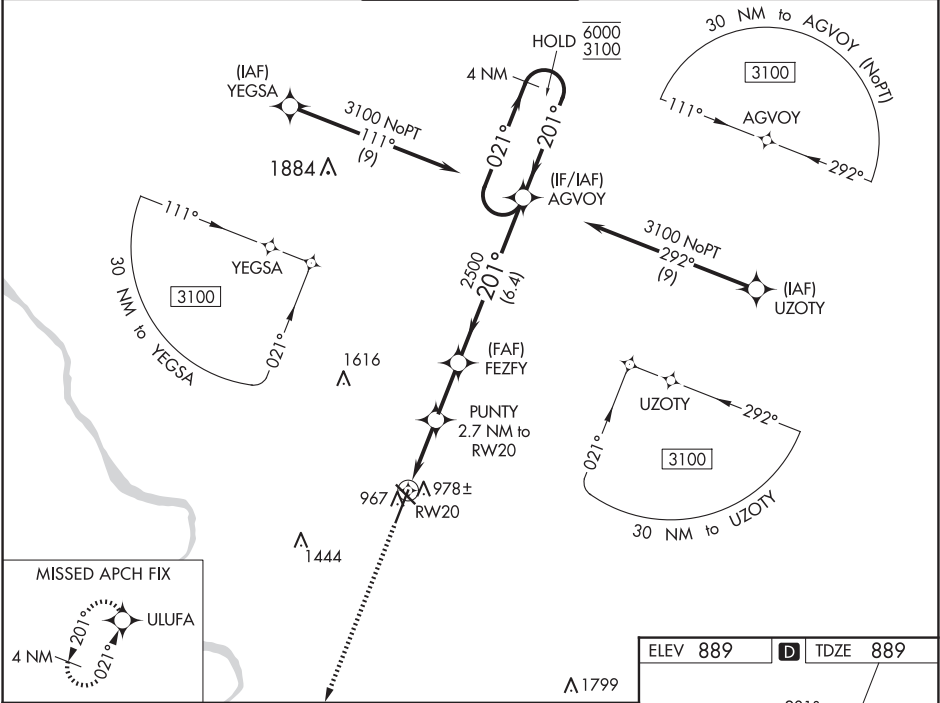 HOLD 6000
3100
4 NM
021°
201°
(IF/IAF)
AGVOY
(IAF)
YEGSA
3100 NoPT
111°
(9)
1884
30 NM to AGVOY (NoPT)
3100
111°
AGVOY
292°
111°
YEGSA
3100
021°
30 NM to YEGSA
3100 NoPT
292°
(9)
(IAF)
UZOTY
2500
201°
(6.4)
1616
(FAF)
FEZFY
PUNTY
2.7 NM to
RW20
967
978±
RW20
1444
UZOTY
292°
021°
3100
30 NM to UZOTY
MISSED APCH FIX
201°
ULUFA
4 NM
021°
1799
ELEV 889 D TDZE 889